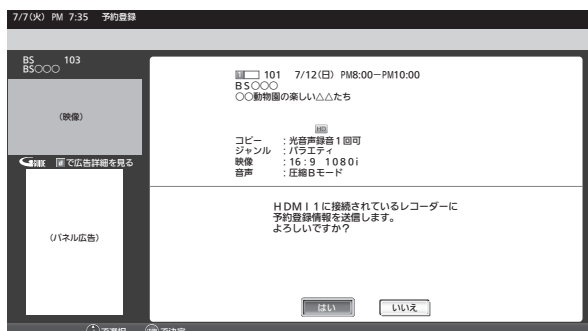 7/7(火) PM 7:35 予約登録
BS 103
BS○○○
(映像)
Gガイド で広告詳細を見る
(パネル広告)
101 7/12(日) PM8:00－PM10:00
BS○○○
○○動物園の楽しい△△たち
HD
コピー ：光音声録音1回可
ジャンル ：バラエティ
映像 ：16:9 1080i
音声 ：圧縮Bモード
HDMI1に接続されているレコーダーに
予約登録情報を送信します。
よろしいですか?
はい いいえ